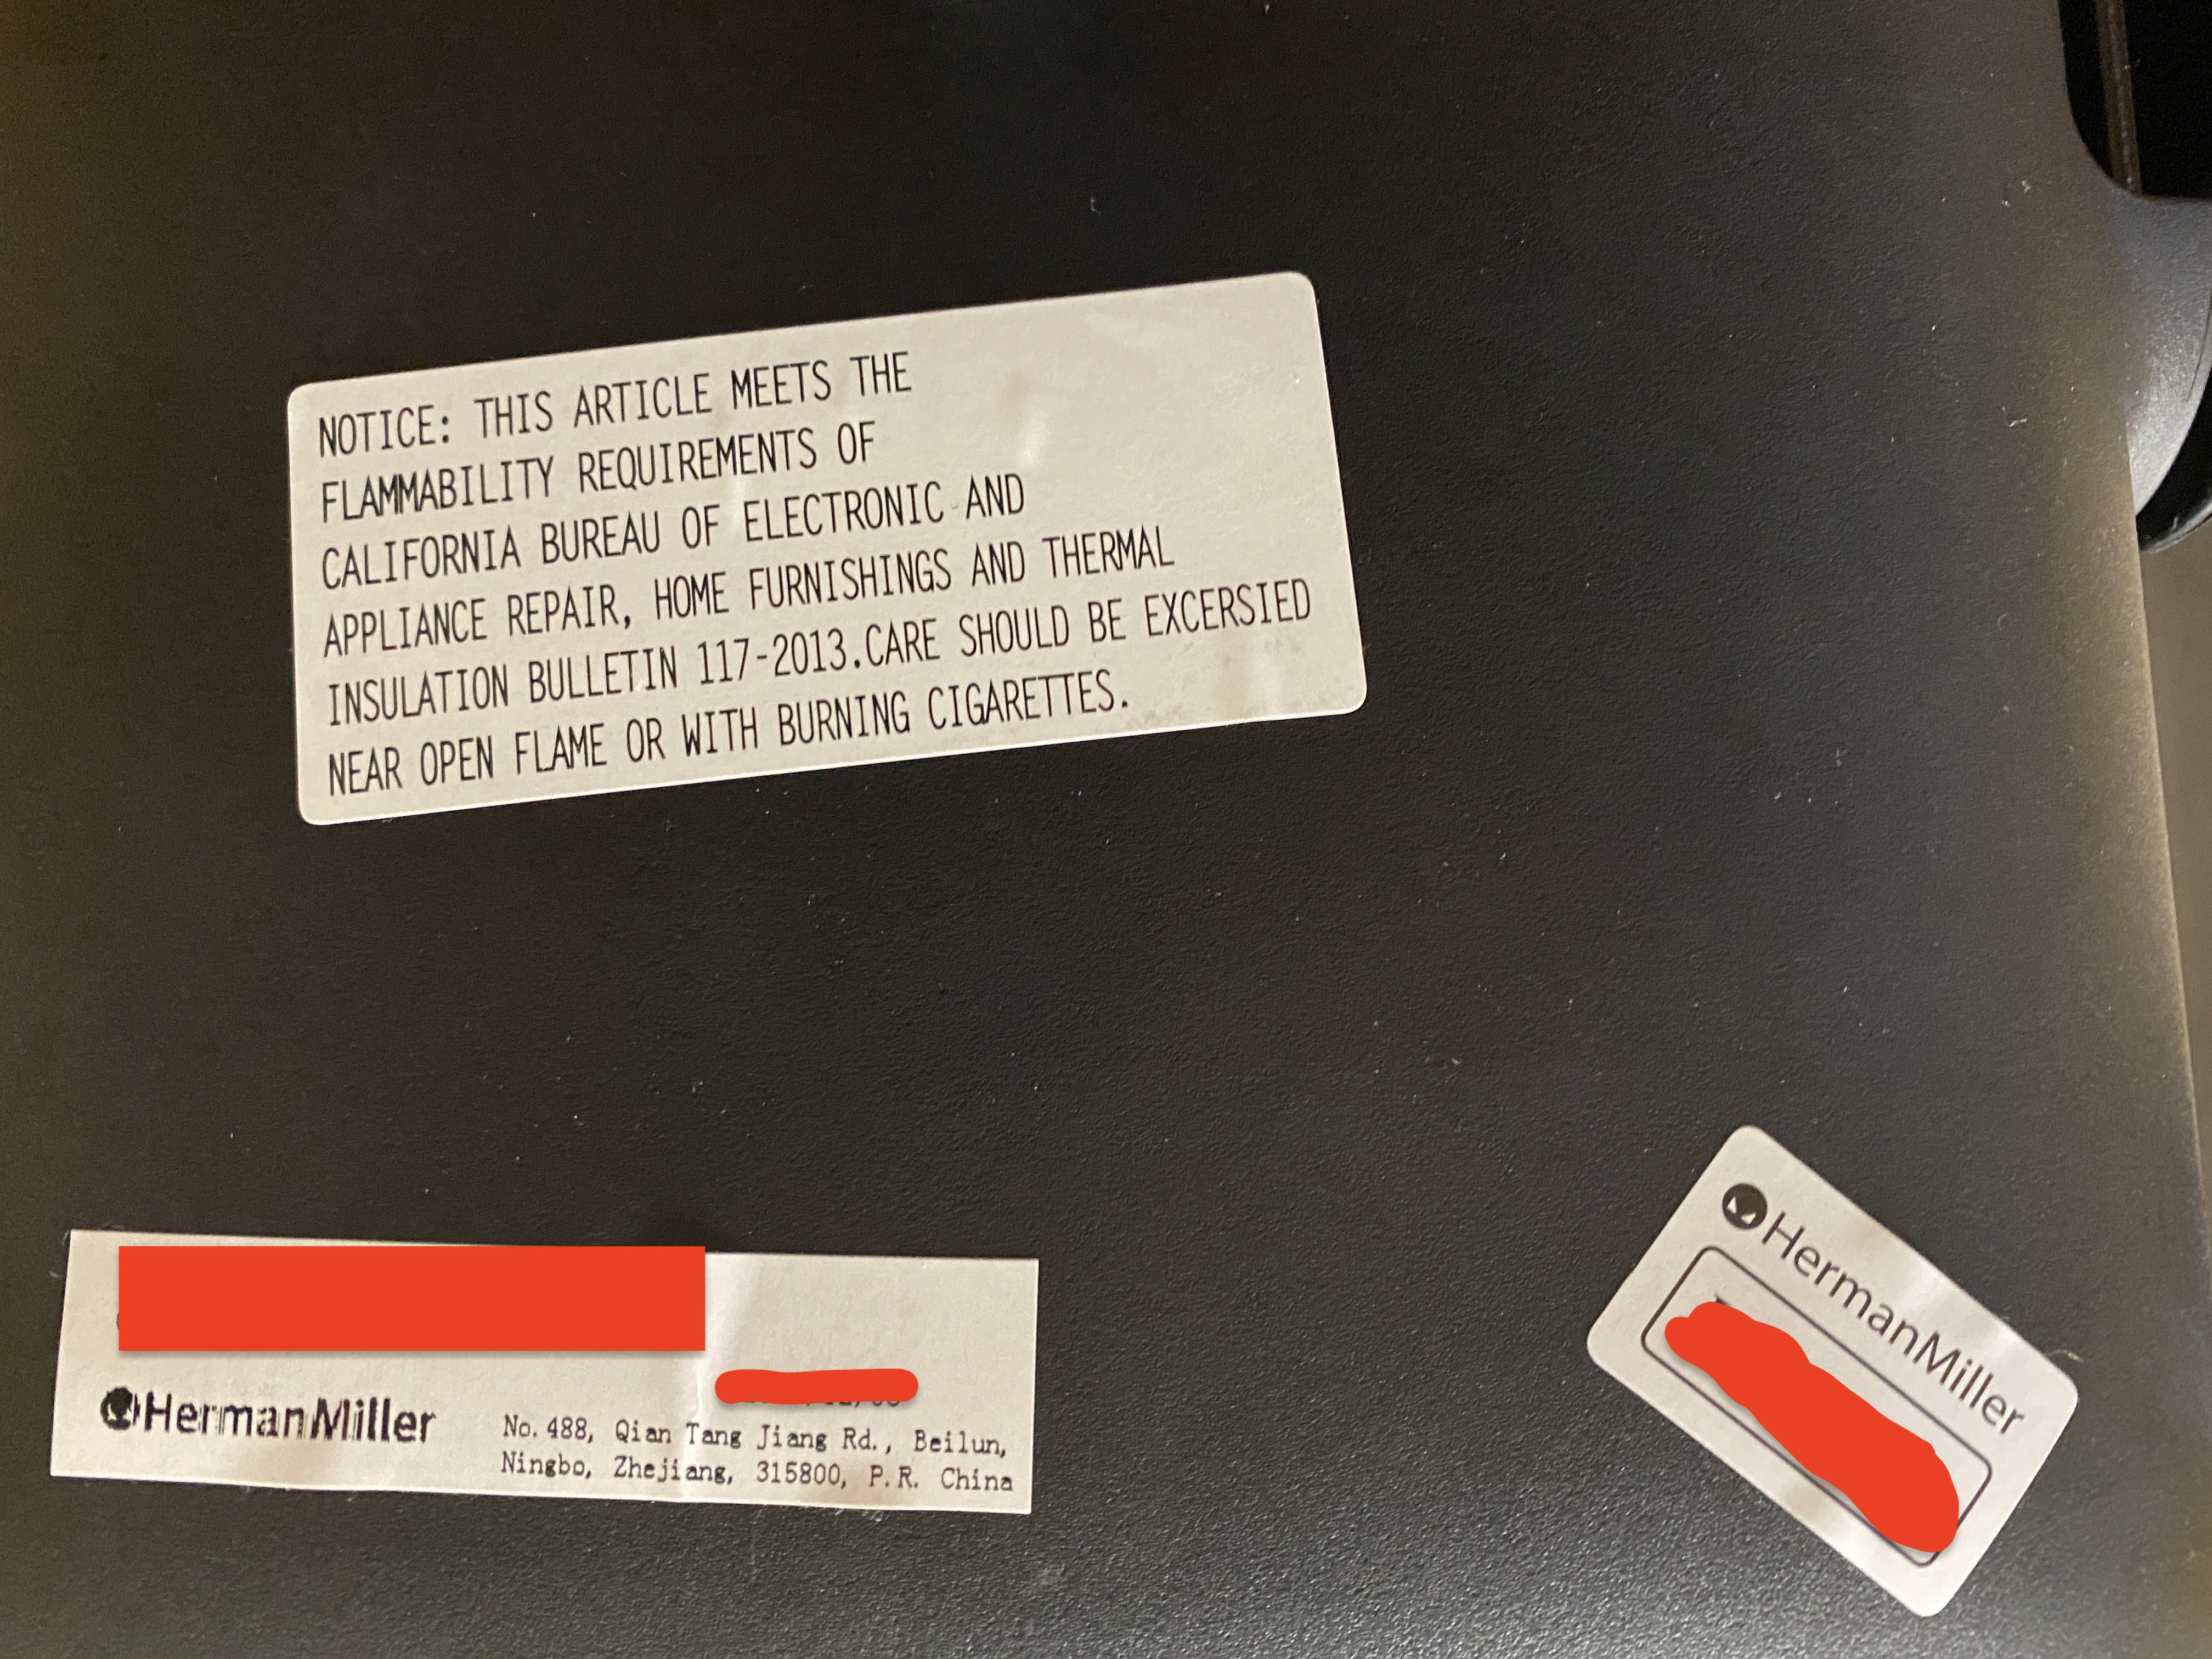 NOTICE: THIS ARTICLE MEETS THE
FLAMMABILITY REQUIREMENTS OF
CALIFORNIA BUREAU OF ELECTRONIC AND
APPLIANCE REPAIR, HOME FURNISHINGS AND THERMAL
INSULATION BULLETIN 117-2013.CARE SHOULD BE EXCERSIED
NEAR OPEN FLAME OR WITH BURNING CIGARETTES.
HermanMiller
No. 488, Qian Tang Jiang Rd., Beilun,
Ningbo, Zhejiang, 315800, P.R. China
HermanMiller